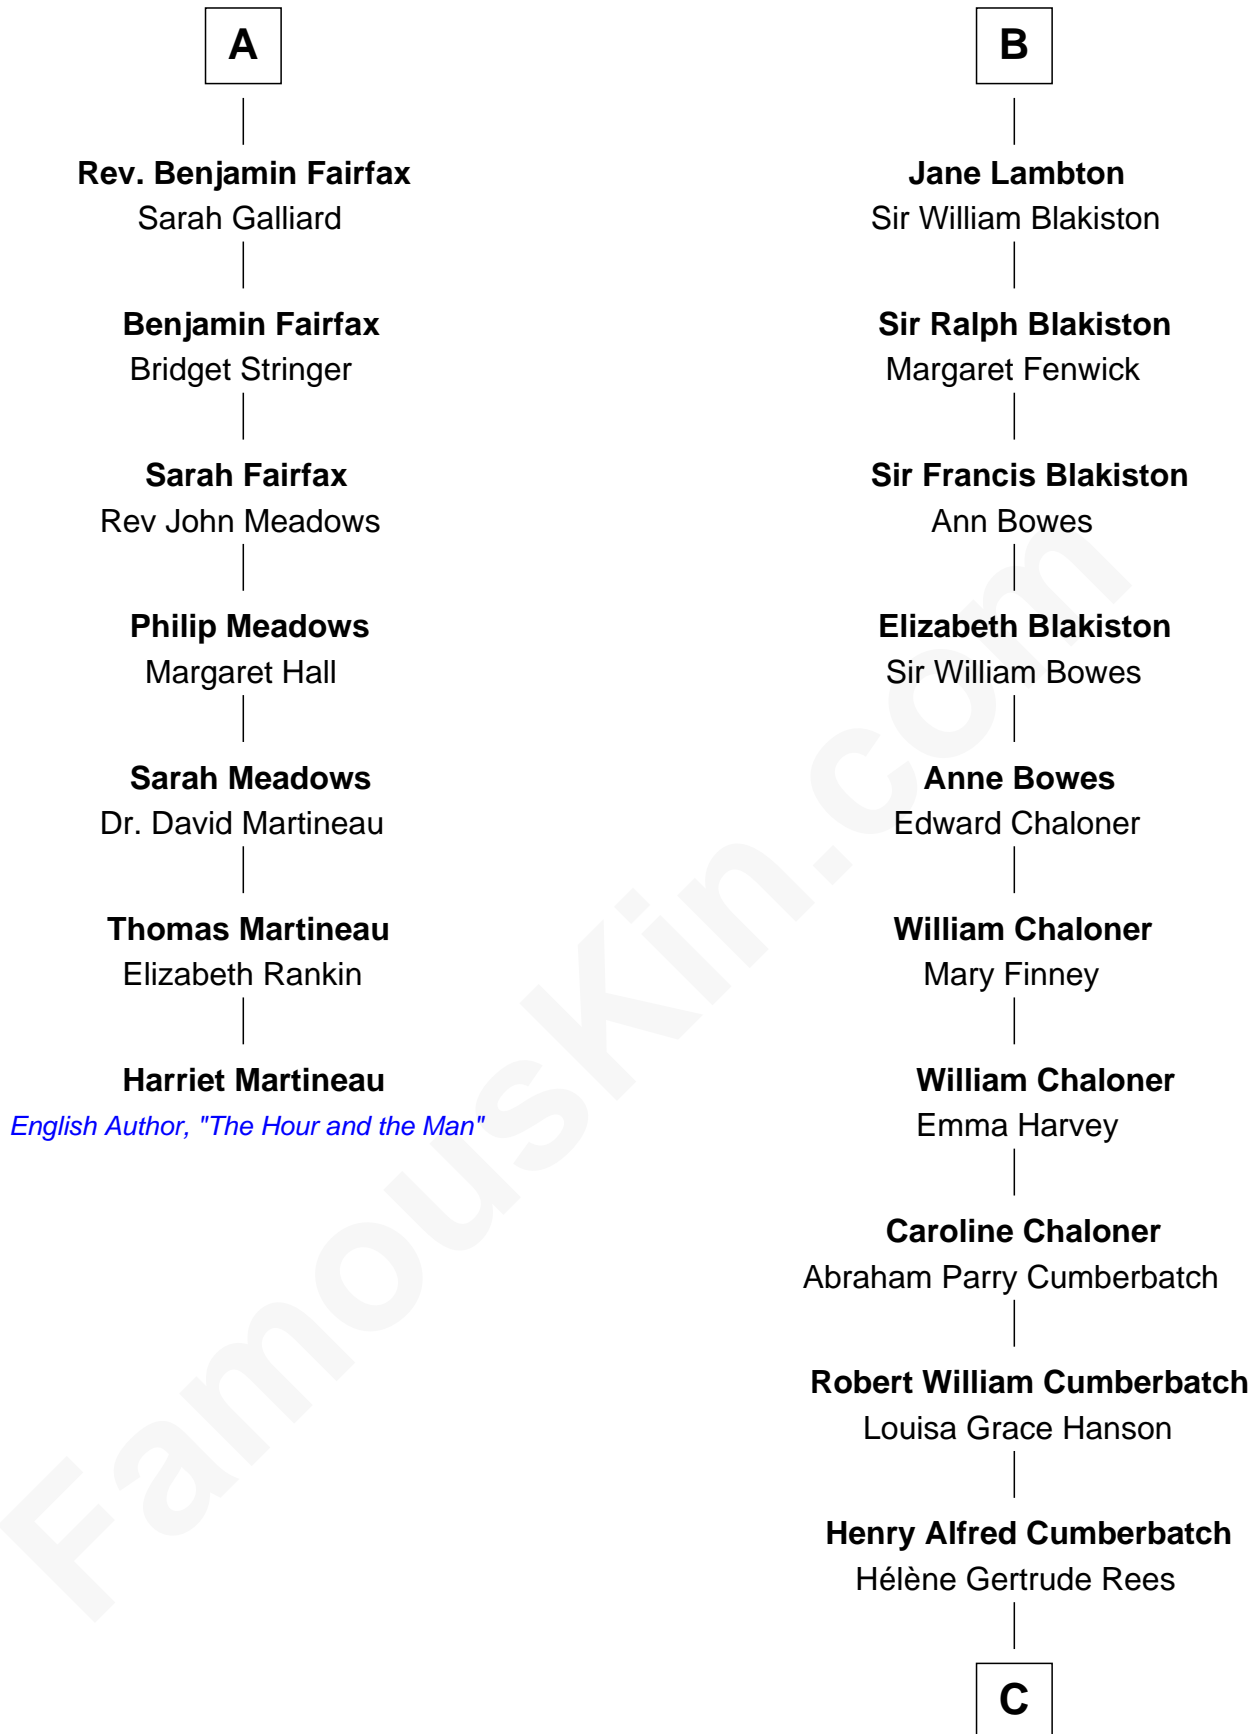 A
Rev. Benjamin Fairfax
Sarah Galliard
Benjamin Fairfax
Bridget Stringer
Sarah Fairfax
Rev John Meadows
Philip Meadows
Margaret Hall
Sarah Meadows
Dr. David Martineau
Thomas Martineau
Elizabeth Rankin
Harriet Martineau
English Author, "The Hour and the Man"
B
Jane Lambton
Sir William Blakiston
Sir Ralph Blakiston
Margaret Fenwick
Sir Francis Blakiston
Ann Bowes
Elizabeth Blakiston
Sir William Bowes
Anne Bowes
Edward Chaloner
William Chaloner
Mary Finney
William Chaloner
Emma Harvey
Caroline Chaloner
Abraham Parry Cumberbatch
Robert William Cumberbatch
Louisa Grace Hanson
Henry Alfred Cumberbatch
Hélène Gertrude Rees
C
FamousKin.com